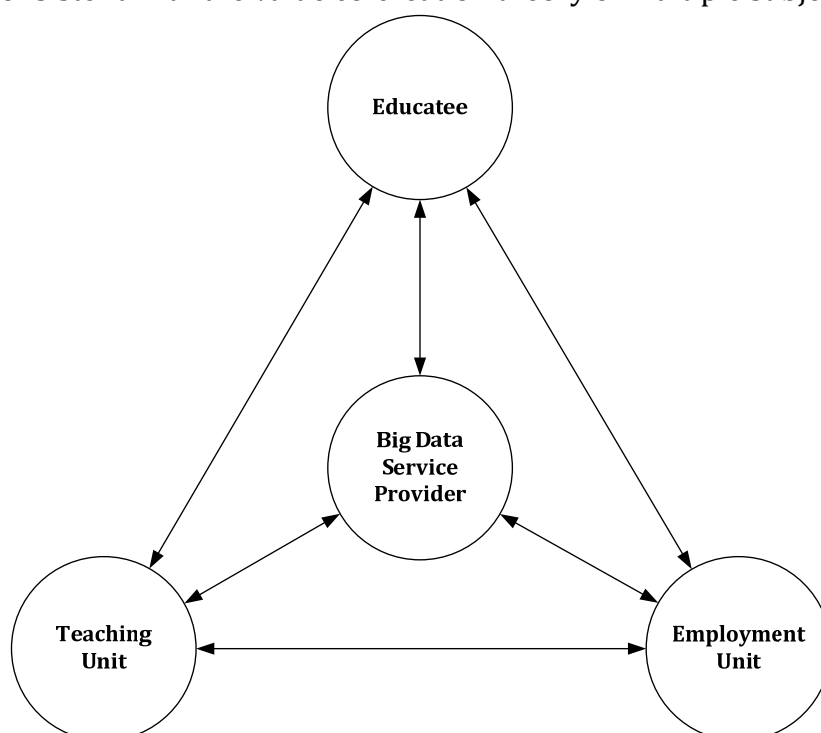 Educatee
Big Data
Service
Provider
Teaching
Unit
Employment
Unit